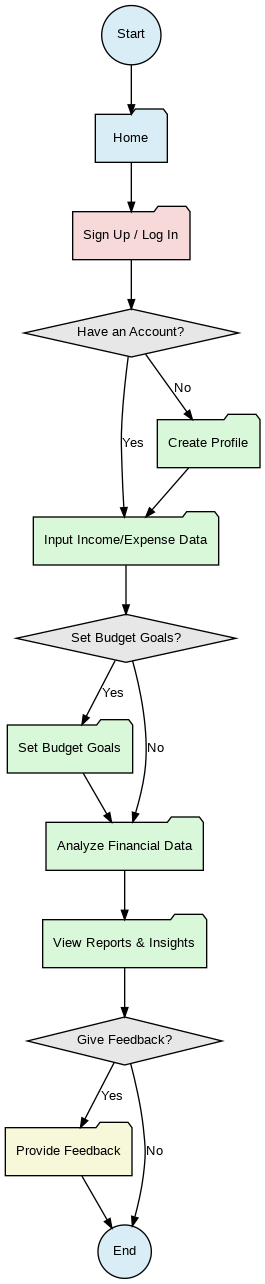 Start
Home
Sign Up / Log In
Have an Account?
No
Yes
Create Profile
Input Income/Expense Data
Set Budget Goals?
Yes
Set Budget Goals
No
Analyze Financial Data
View Reports & Insights
Give Feedback?
Yes
Provide Feedback
No
End